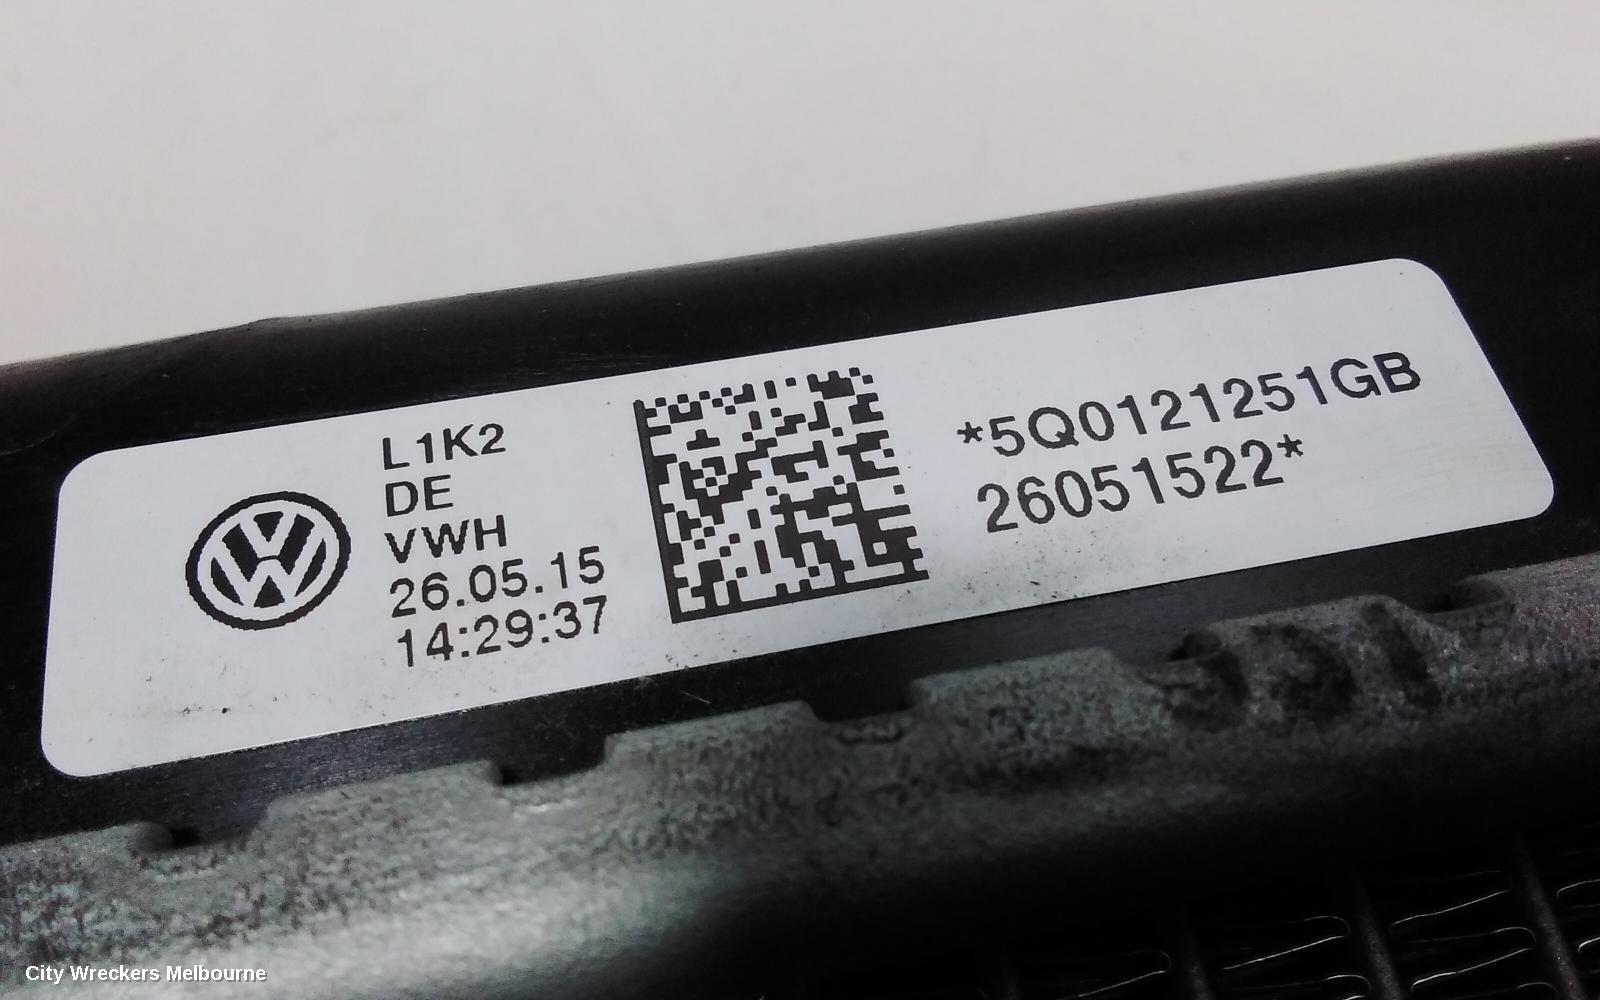 L1K2
DE
VWH
26.05.15
14:29:37
*5Q0121251GB
26051522*
City Wreckers Melbourne